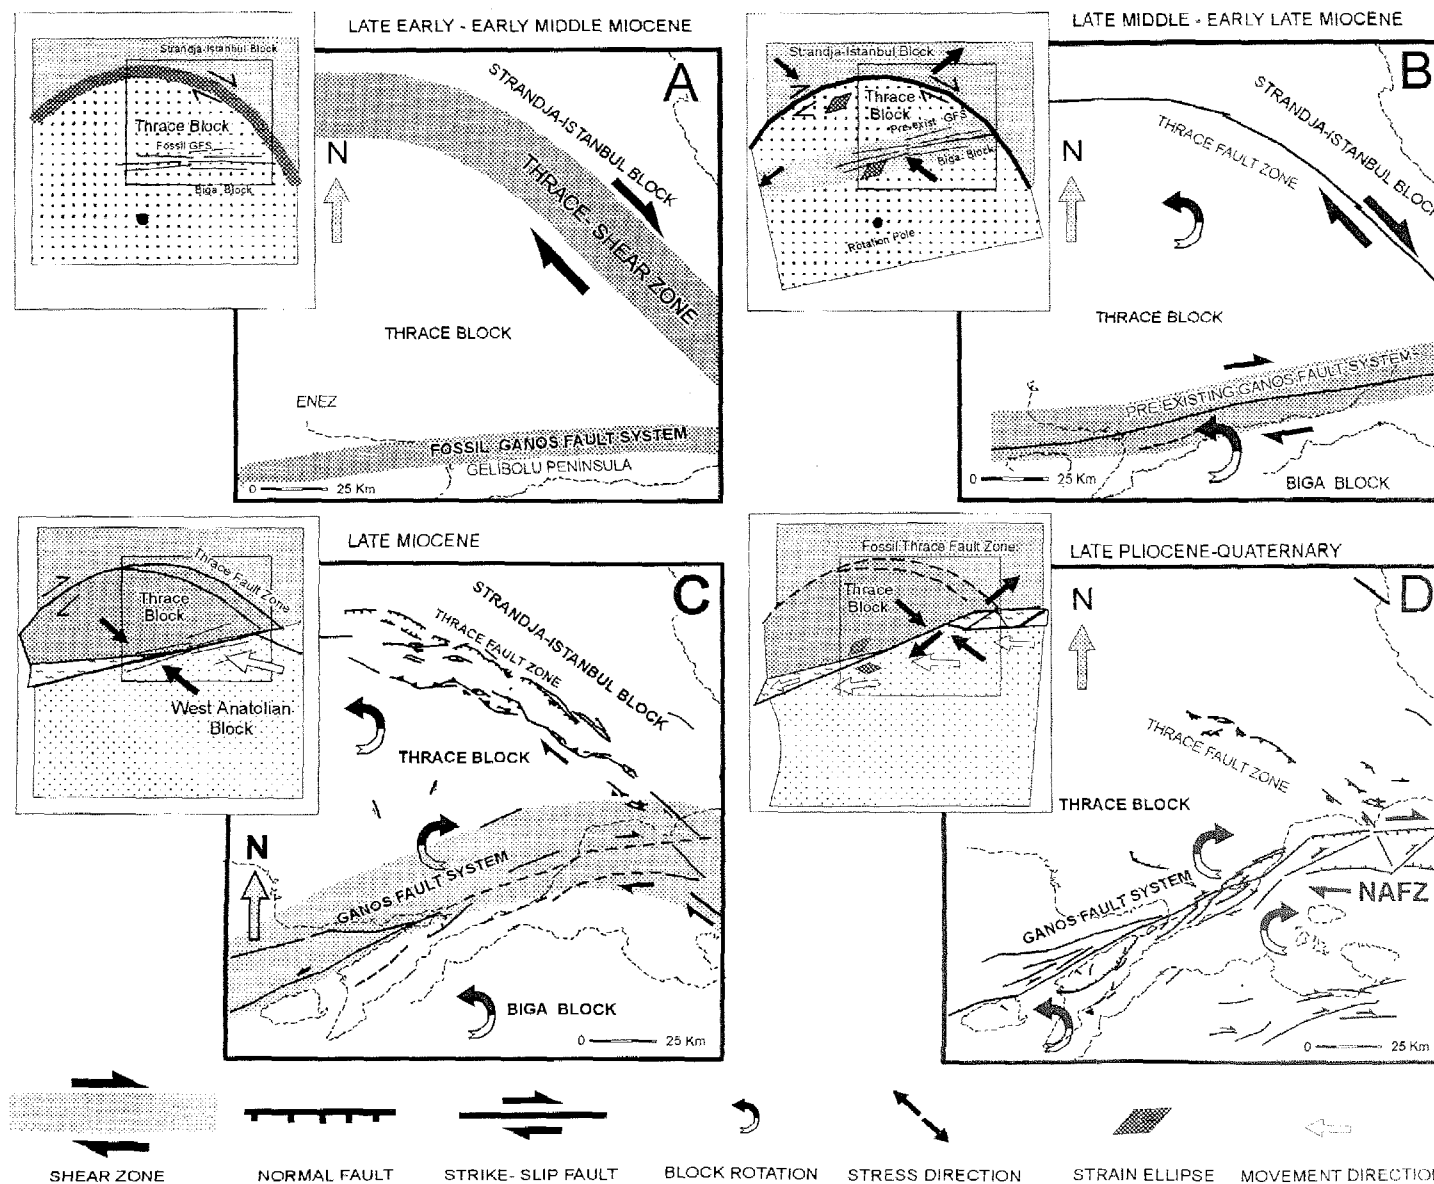 LATE EARLY - EARLY MIDDLE MIOCENE
A
Strandja-Istanbul Block
Thrace Block
Fossil GFS
Biga Block
N
STRANDJA-ISTANBUL BLOCK
THRACE- SHEAR ZONE
THRACE BLOCK
ENEZ
FOSSIL GANOS FAULT SYSTEM
GELIBOLU PENINSULA
0 25 Km
LATE MIDDLE - EARLY LATE MIOCENE
B
Strandja-Istanbul Block
Thrace
Block
Pre-exist GFS
Biga Block
Rotation Pole
N
STRANDJA-ISTANBUL BLOCK
THRACE FAULT ZONE
THRACE BLOCK
PRE-EXISTING GANOS FAULT SYSTEM
0 25 Km
BIGA BLOCK
LATE MIOCENE
C
Thrace Fault Zone
Thrace
Block
West Anatolian
Block
STRANDJA-ISTANBUL BLOCK
THRACE FAULT ZONE
THRACE BLOCK
N
GANOS FAULT SYSTEM
BIGA BLOCK
0 25 Km
LATE PLIOCENE-QUATERNARY
D
Fossil Thrace Fault Zone
Thrace
Block
N
THRACE FAULT ZONE
THRACE BLOCK
GANOS FAULT SYSTEM
NAFZ
0 25 Km
SHEAR ZONE
NORMAL FAULT
STRIKE- SLIP FAULT
BLOCK ROTATION
STRESS DIRECTION
STRAIN ELLIPSE
MOVEMENT DIRECTION